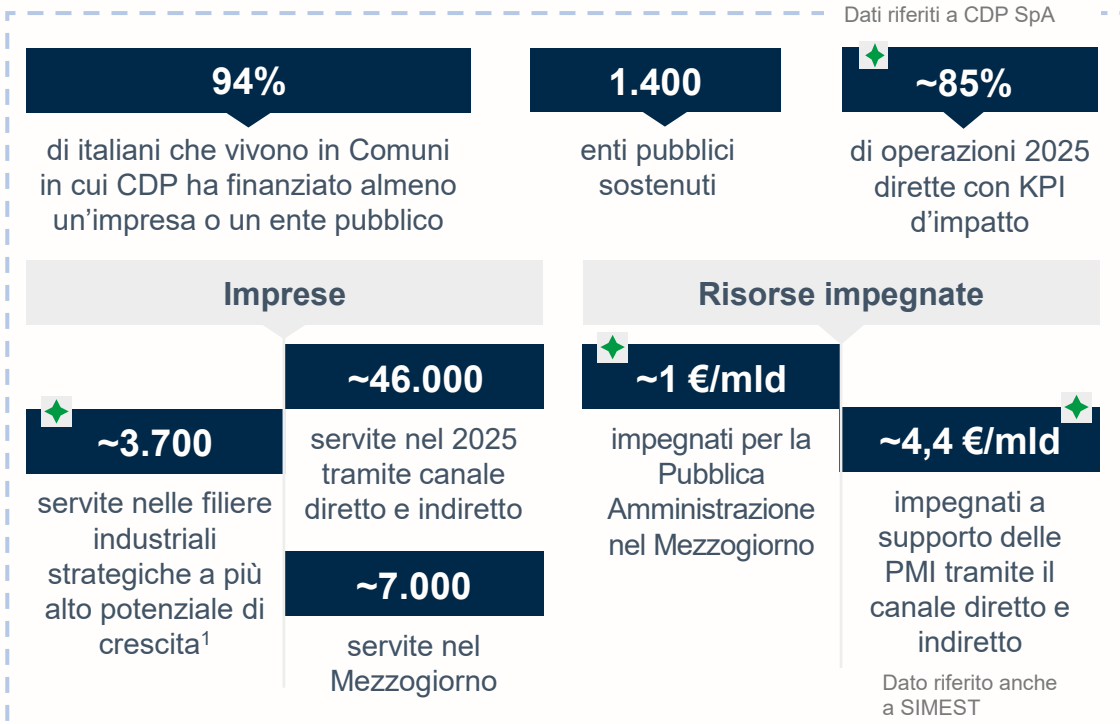 Dati riferiti a CDP SpA
94%
di italiani che vivono in Comuni
in cui CDP ha finanziato almeno
un’impresa o un ente pubblico
1.400
enti pubblici
sostenuti
~85%
di operazioni 2025
dirette con KPI
d’impatto
Imprese
~3.700
servite nelle filiere
industriali
strategiche a più
alto potenziale di
crescita¹
~46.000
servite nel 2025
tramite canale
diretto e indiretto
~7.000
servite nel
Mezzogiorno
Risorse impegnate
~1 €/mld
impegnati per la
Pubblica
Amministrazione
nel Mezzogiorno
~4,4 €/mld
impegnati a
supporto delle
PMI tramite il
canale diretto e
indiretto
Dato riferito anche
a SIMEST